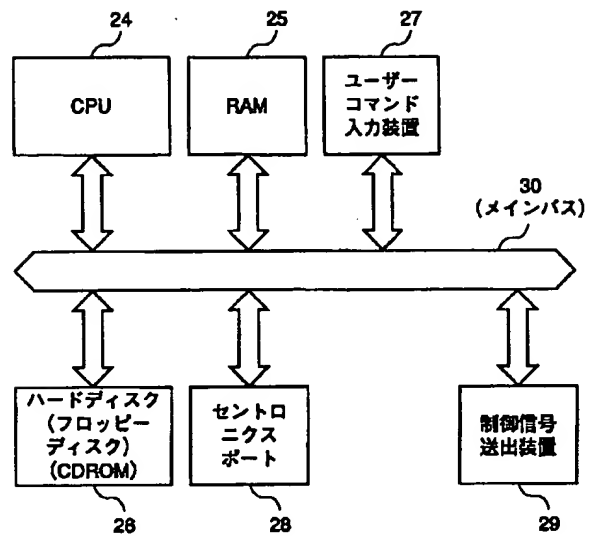 24
25
27
CPU
RAM
ユーザー
コマンド
入力装置
30
(メインバス)
ハードディスク
(フロッピー
ディスク)
(CDROM)
セントロ
ニクス
ポート
制御信号
送出装置
26
28
29